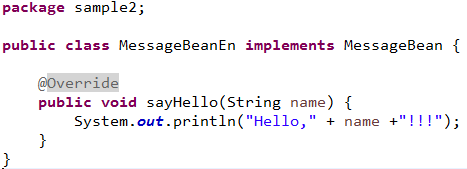 package sample2;
public class MessageBeanEn implements MessageBean {
@Override
public void sayHello(String name) {
System.out.println("Hello," + name +"!!!");
}
}